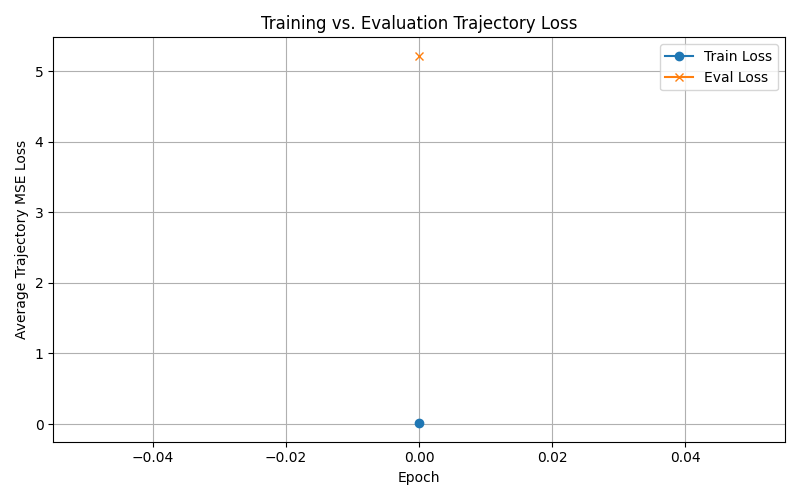 Training vs. Evaluation Trajectory Loss
Train Loss
Eval Loss
Average Trajectory MSE Loss
5
4
3
2
1
0
−0.04 −0.02 0.00 0.02 0.04
Epoch